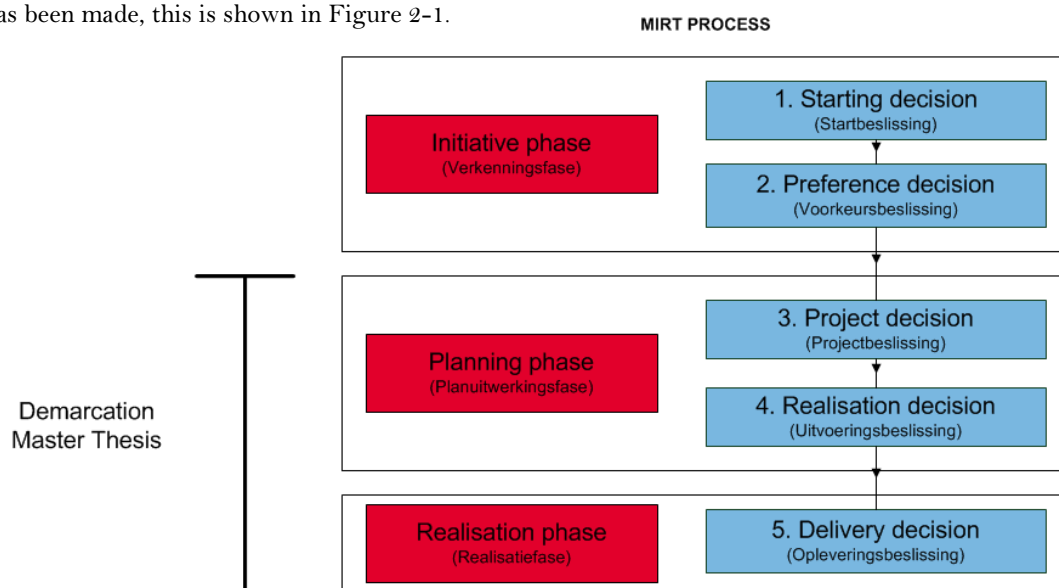 as been made, this is shown in Figure 2-1.
MIRT PROCESS
Initiative phase
(Verkenningsfase)
1. Starting decision
(Startbeslissing)
2. Preference decision
(Voorkeursbeslissing)
Demarcation
Master Thesis
Planning phase
(Planuitwerkingsfase)
3. Project decision
(Projectbeslissing)
4. Realisation decision
(Uitvoeringsbeslissing)
Realisation phase
(Realisatiefase)
5. Delivery decision
(Opleveringsbeslissing)